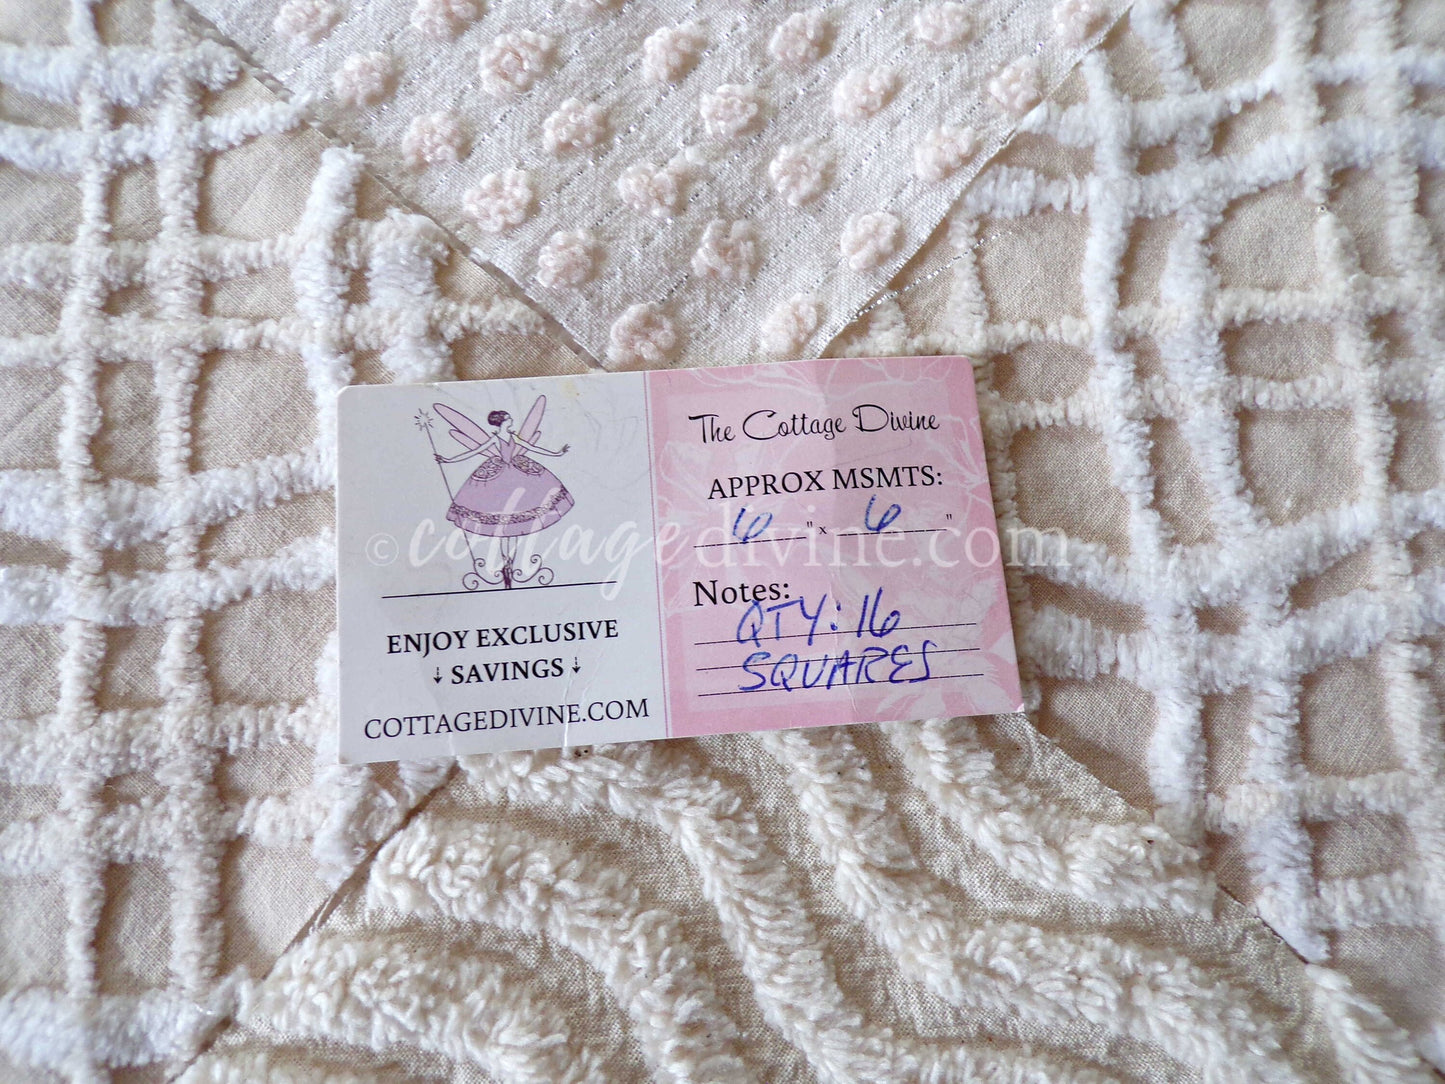 The Cottage Divine
APPROX MSMTS:
6 " x 6 "
Notes:
QTY: 16
SQUARES
ENJOY EXCLUSIVE
↓ SAVINGS ↓
COTTAGEDIVINE.COM
© cottagedivine.com